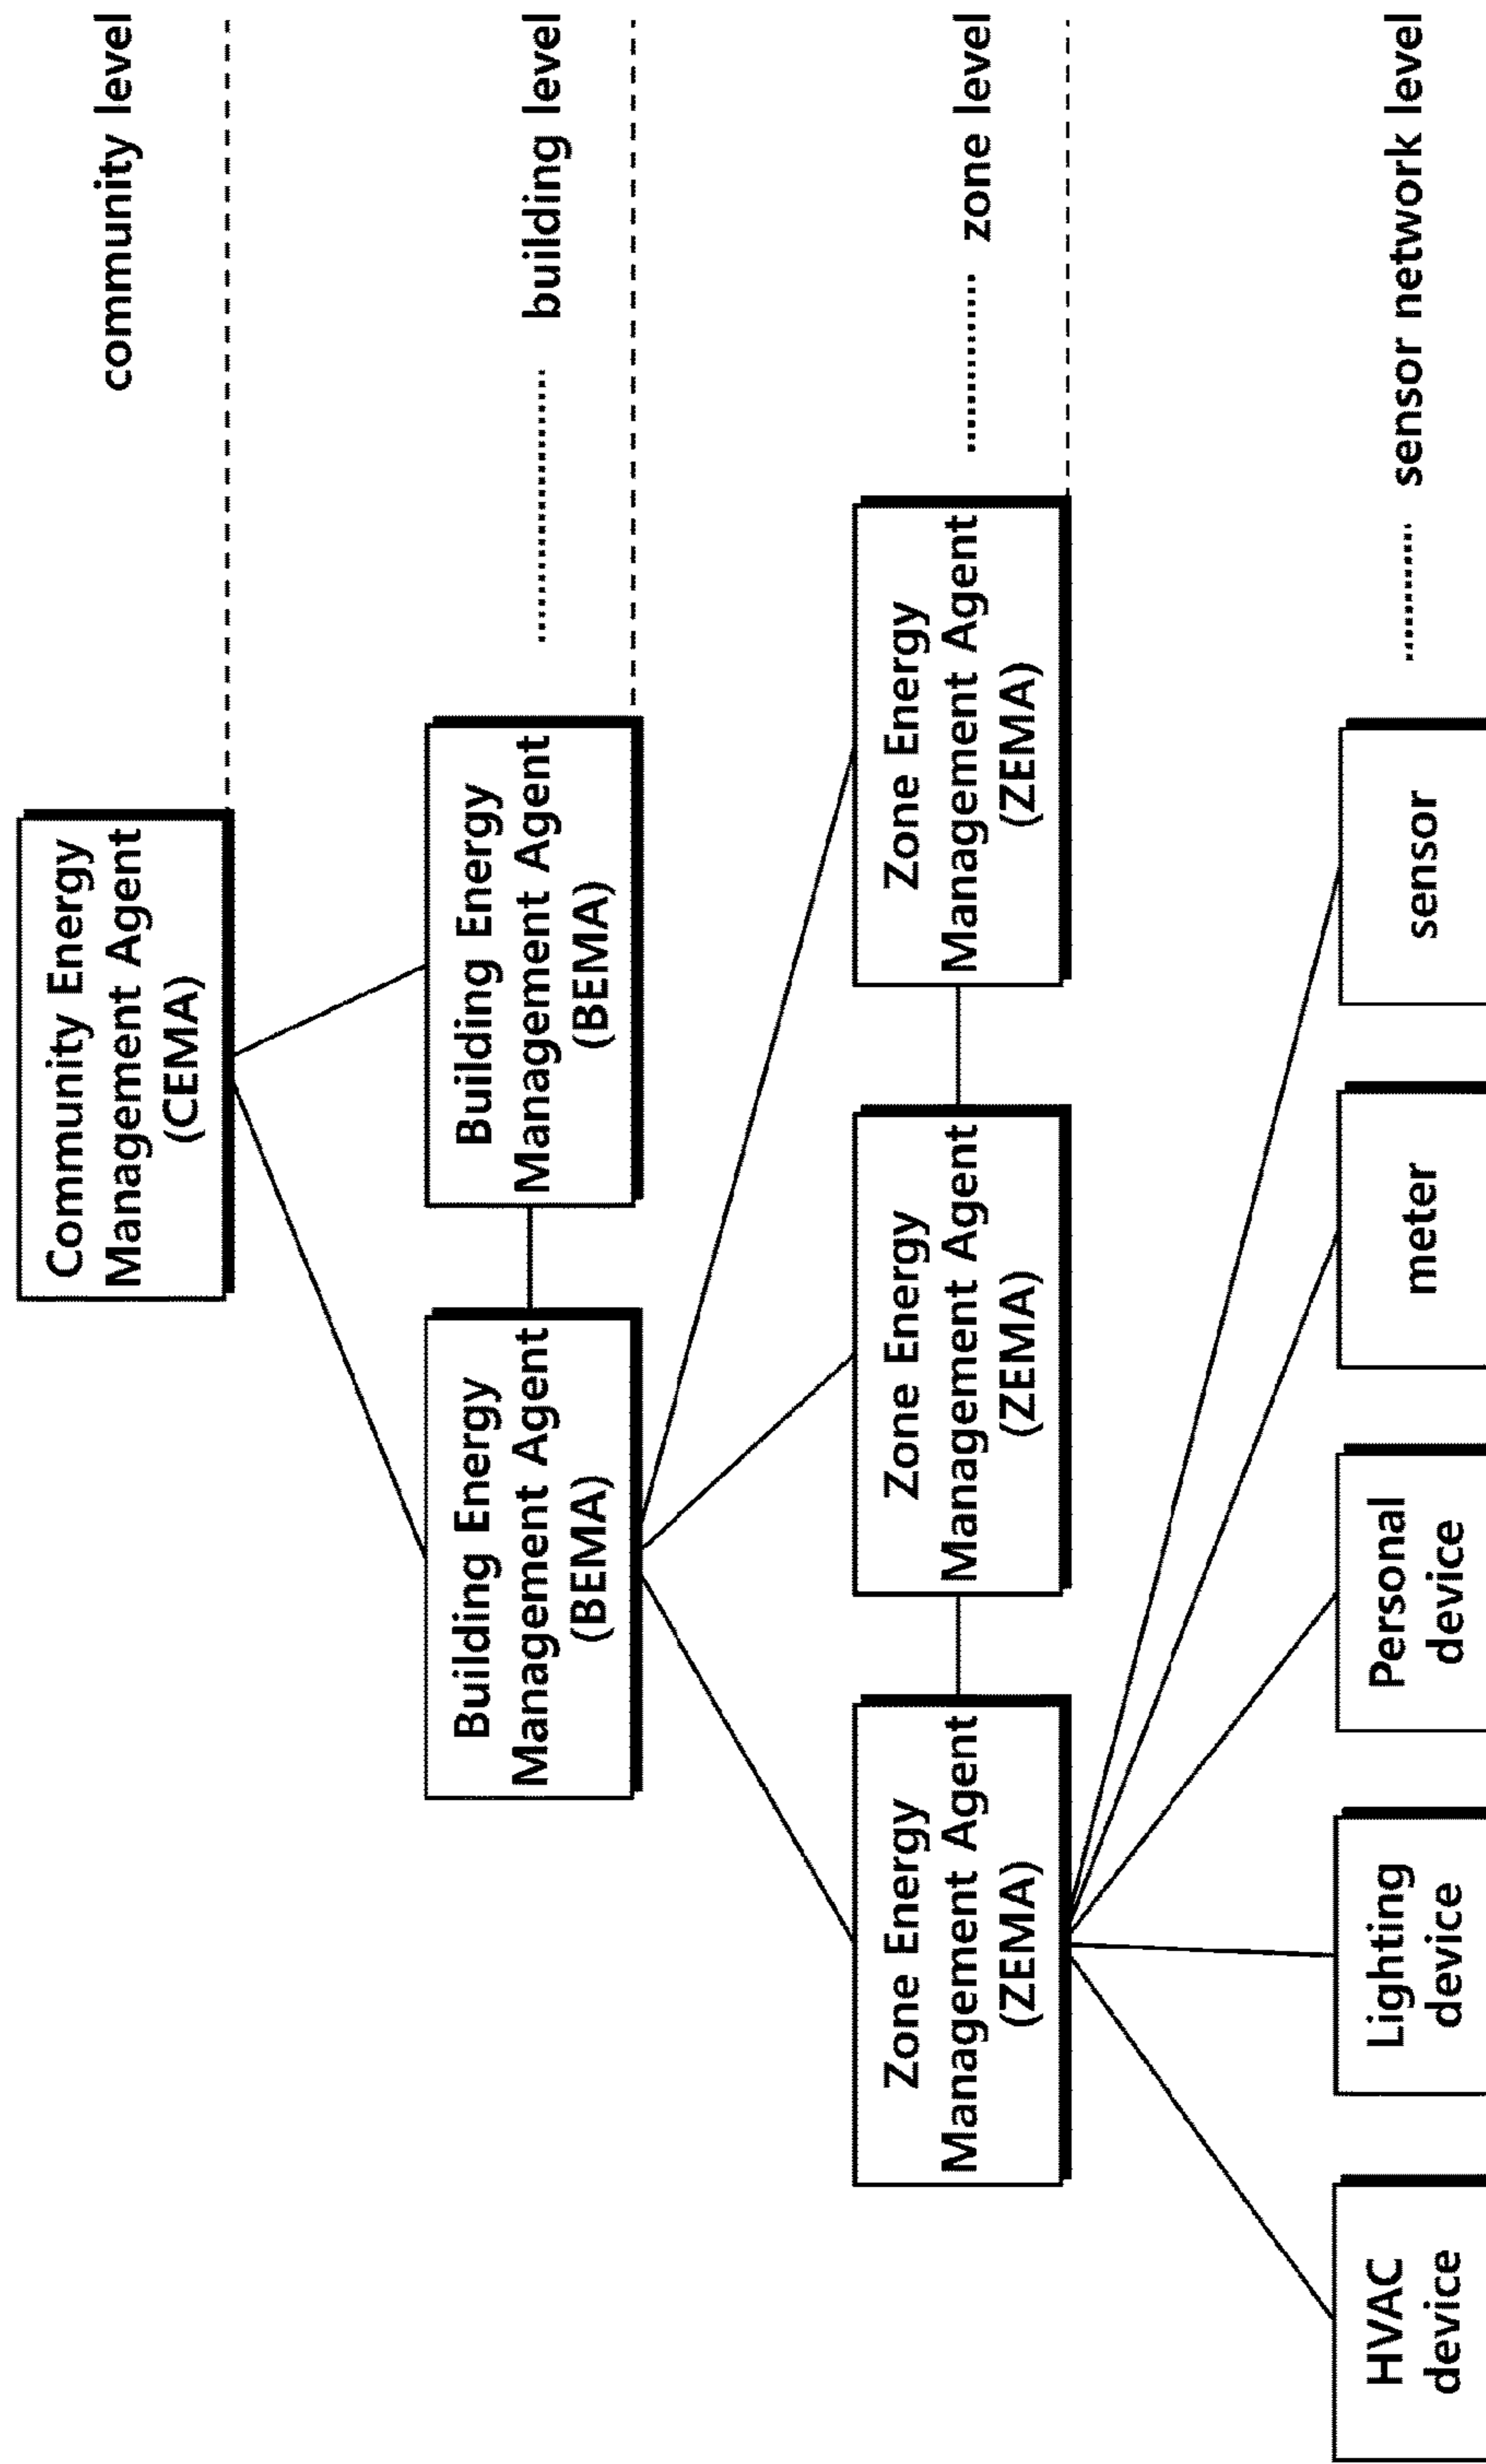 Community Energy
Management Agent
(CEMA)
community level
Building Energy
Management Agent
(BEMA)
Building Energy
Management Agent
(BEMA)
building level
Zone Energy
Management Agent
(ZEMA)
Zone Energy
Management Agent
(ZEMA)
Zone Energy
Management Agent
(ZEMA)
zone level
HVAC
device
Lighting
device
Personal
device
meter
sensor
sensor network level